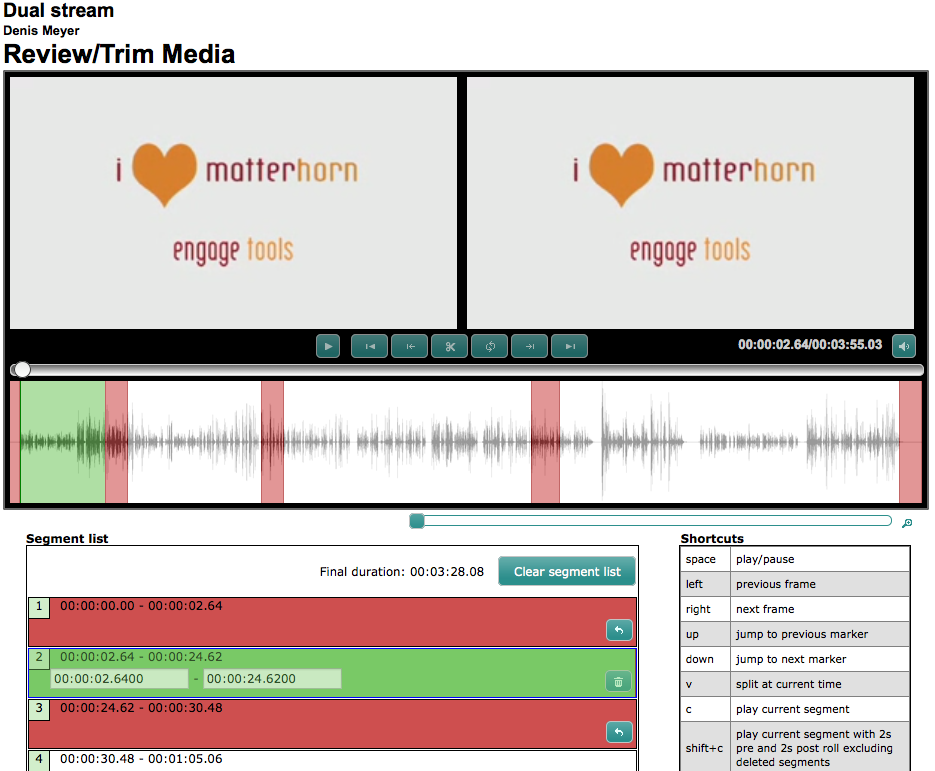 Dual stream
Denis Meyer
Review/Trim Media
i matterhorn
engage tools
i matterhorn
engage tools
00:00:02.64/00:03:55.03
Segment list
Final duration: 00:03:28.08
Clear segment list
1 00:00:00.00 - 00:00:02.64
2 00:00:02.64 - 00:00:24.62
00:00:02.6400 - 00:00:24.6200
3 00:00:24.62 - 00:00:30.48
4 00:00:30.48 - 00:01:05.06
Shortcuts
space play/pause
left previous frame
right next frame
up jump to previous marker
down jump to next marker
v split at current time
c play current segment
shift+c play current segment with 2s
pre and 2s post roll excluding
deleted segments